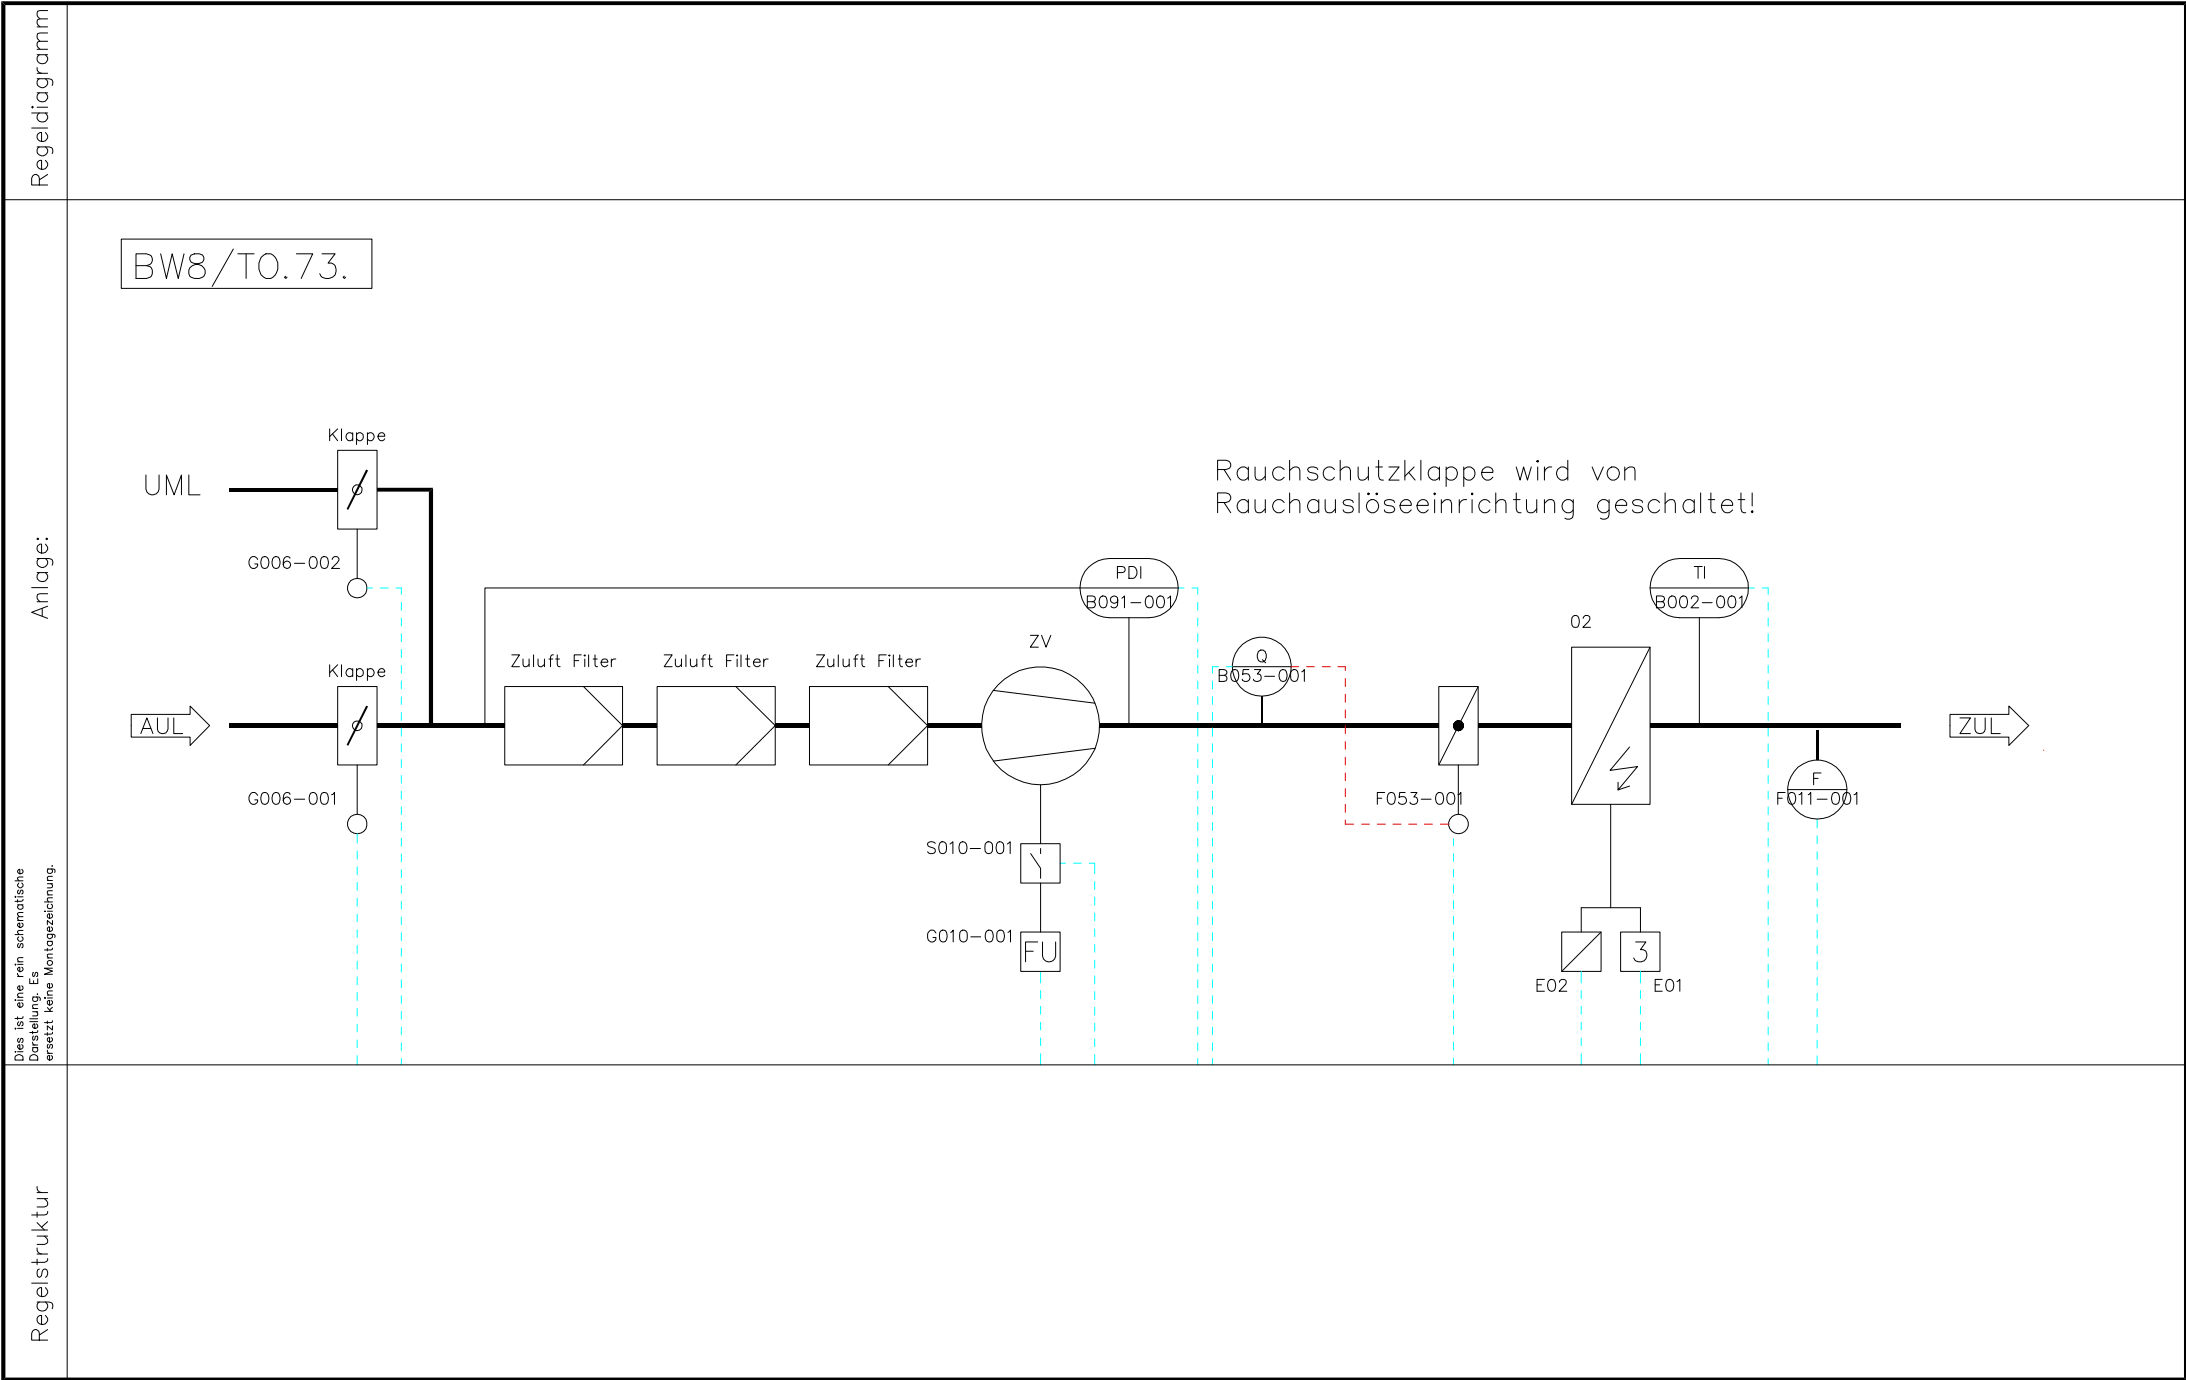 Regeldiagramm
BW8/TO.73.
Anlage:
Klappe
UML
G006-002
Rauchschutzklappe wird von
Rauchauslöseeinrichtung geschaltet!
PDI
B091-001
TI
B002-001
02
ZV
Q
B053-001
Klappe
Zuluft Filter
Zuluft Filter
Zuluft Filter
AUL
ZUL
G006-001
F053-001
F
F011-001
S010-001
G010-001
FU
3
E02
E01
Dies ist eine rein schematische
Darstellung. Es
ersetzt keine Montagezeichnung.
Regelstruktur